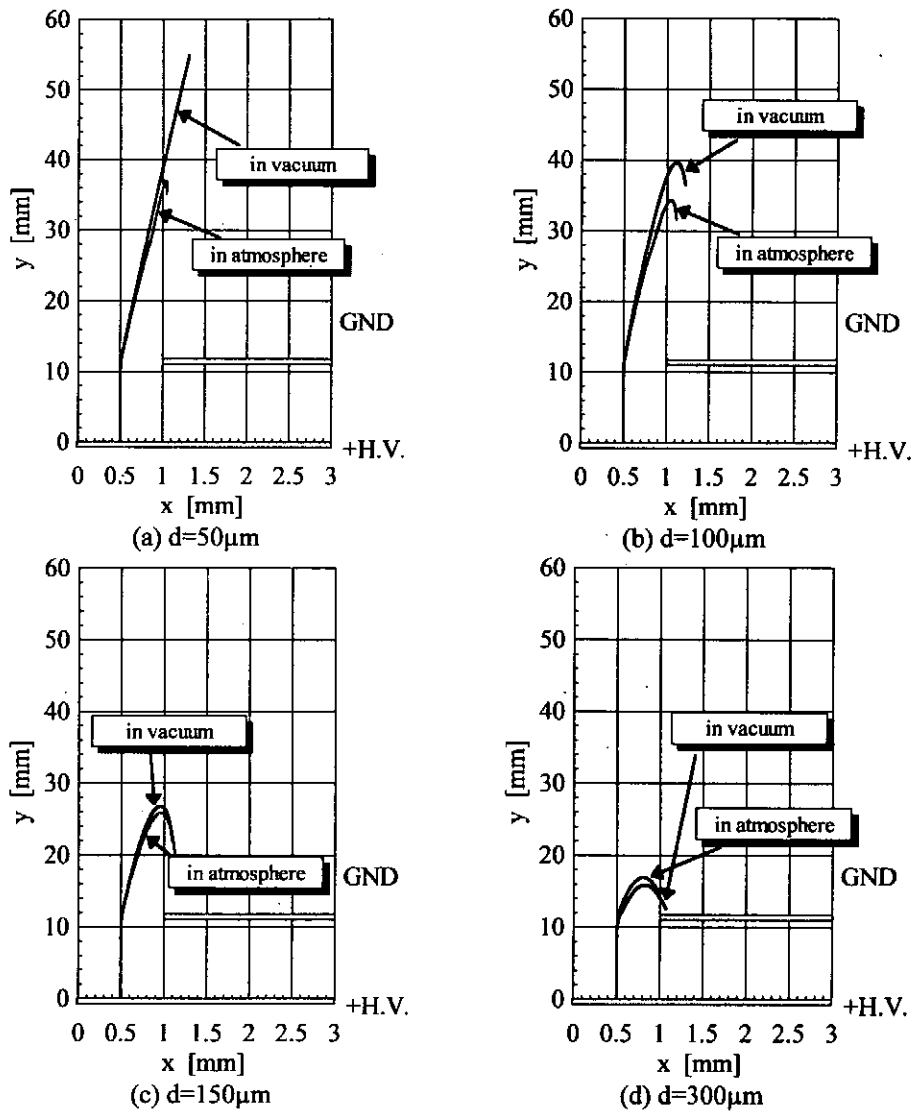 60
50
40
30
20
10
0
y [mm]
in vacuum
in atmosphere
GND
+H.V.
0 0.5 1 1.5 2 2.5 3
x [mm]
(a) d=50μm
60
50
40
30
20
10
0
y [mm]
in vacuum
in atmosphere
GND
+H.V.
0 0.5 1 1.5 2 2.5 3
x [mm]
(b) d=100μm
60
50
40
30
20
10
0
y [mm]
in vacuum
in atmosphere
GND
+H.V.
0 0.5 1 1.5 2 2.5 3
x [mm]
(c) d=150μm
60
50
40
30
20
10
0
y [mm]
in vacuum
in atmosphere
GND
+H.V.
0 0.5 1 1.5 2 2.5 3
x [mm]
(d) d=300μm